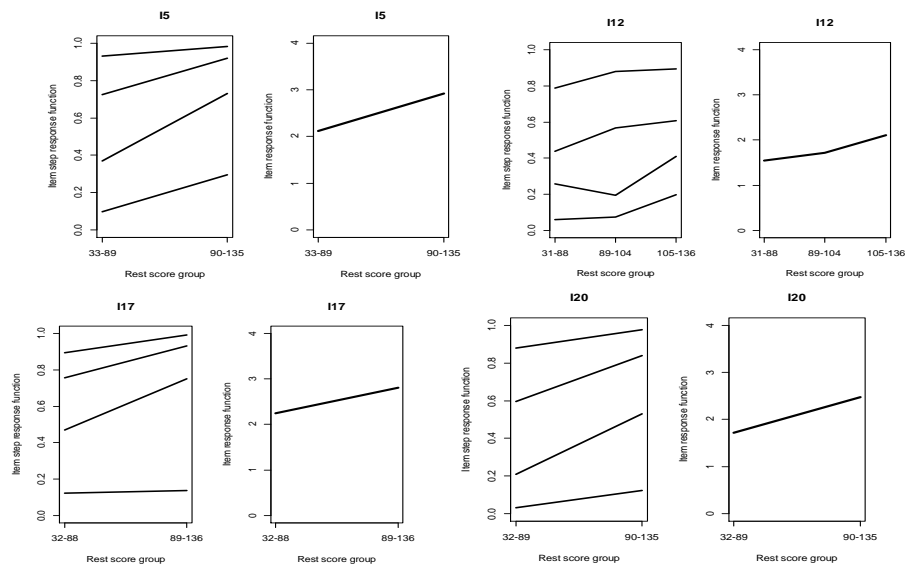 I5
Item step response function
0.0 0.2 0.4 0.6 0.8 1.0
33-89 90-135
Rest score group
I5
Item response function
0 1 2 3 4
33-89 90-135
Rest score group
I12
Item step response function
0.0 0.2 0.4 0.6 0.8 1.0
31-88 89-104 105-136
Rest score group
I12
Item response function
0 1 2 3 4
31-88 89-104 105-136
Rest score group
I17
Item step response function
0.0 0.2 0.4 0.6 0.8 1.0
32-88 89-136
Rest score group
I17
Item response function
0 1 2 3 4
32-88 89-136
Rest score group
I20
Item step response function
0.0 0.2 0.4 0.6 0.8 1.0
32-89 90-135
Rest score group
I20
Item response function
0 1 2 3 4
32-89 90-135
Rest score group